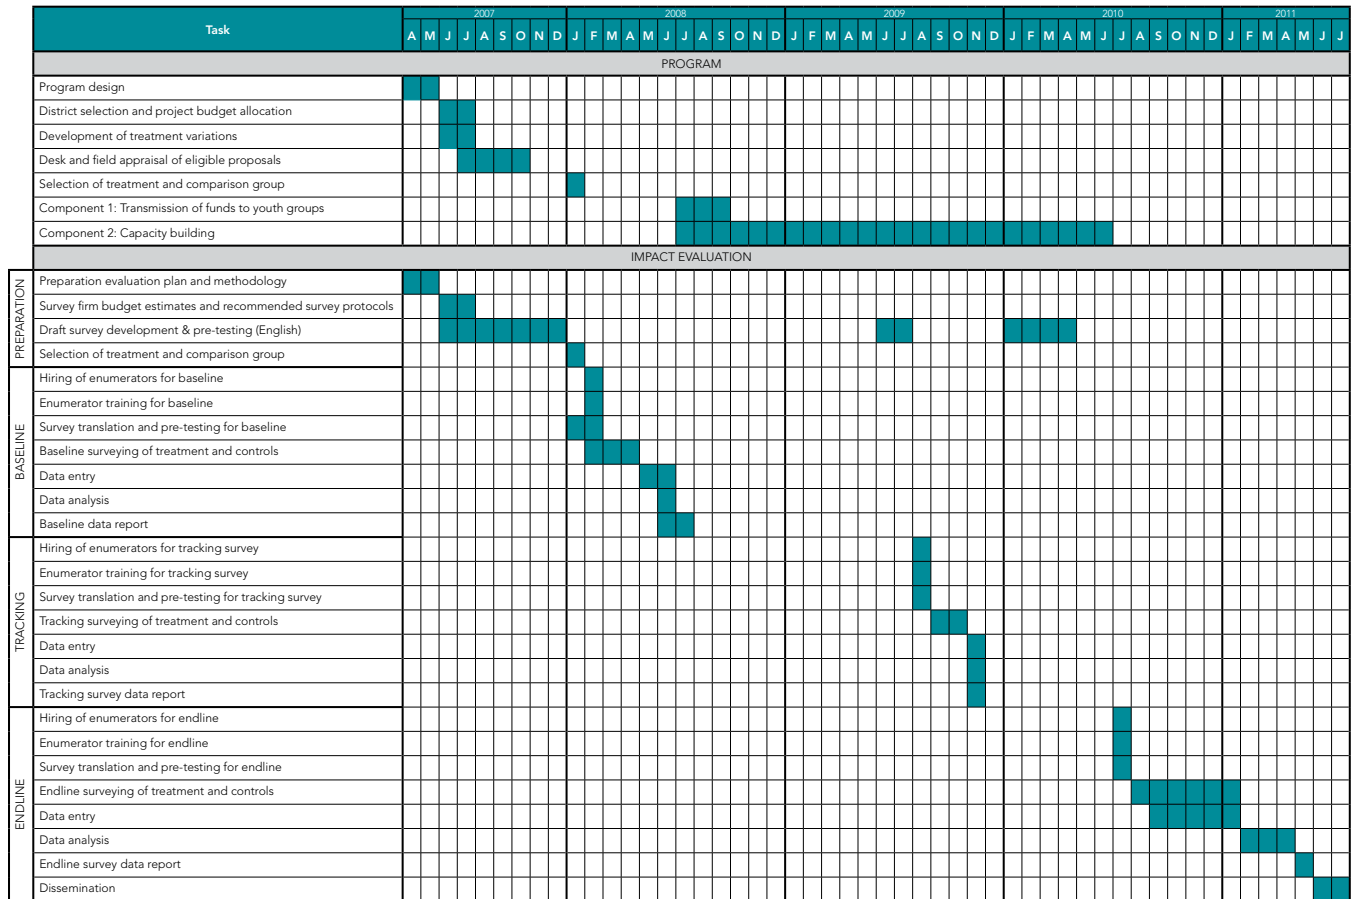 Task
2007 2008 2009 2010 2011
A M J J A S O N D J F M A M J J A S O N D J F M A M J J A S O N D J F M A M J J A S O N D J F M A M J J
PROGRAM
Program design
District selection and project budget allocation
Development of treatment variations
Desk and field appraisal of eligible proposals
Selection of treatment and comparison group
Component 1: Transmission of funds to youth groups
Component 2: Capacity building
IMPACT EVALUATION
PREPARATION
Preparation evaluation plan and methodology
Survey firm budget estimates and recommended survey protocols
Draft survey development & pre-testing (English)
Selection of treatment and comparison group
BASELINE
Hiring of enumerators for baseline
Enumerator training for baseline
Survey translation and pre-testing for baseline
Baseline surveying of treatment and controls
Data entry
Data analysis
Baseline data report
TRACKING
Hiring of enumerators for tracking survey
Enumerator training for tracking survey
Survey translation and pre-testing for tracking survey
Tracking surveying of treatment and controls
Data entry
Data analysis
Tracking survey data report
ENDLINE
Hiring of enumerators for endline
Enumerator training for endline
Survey translation and pre-testing for endline
Endline surveying of treatment and controls
Data entry
Data analysis
Endline survey data report
Dissemination